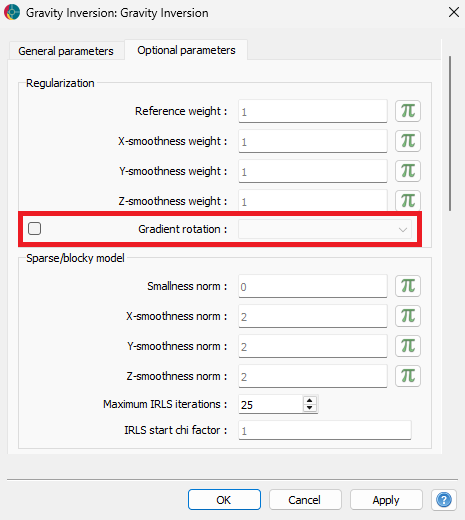 Gravity Inversion: Gravity Inversion
General parameters
Optional parameters
Regularization
Reference weight : 1 π
X-smoothness weight : 1 π
Y-smoothness weight : 1 π
Z-smoothness weight : 1 π
Gradient rotation :
Sparse/blocky model
Smallness norm : 0 π
X-smoothness norm : 2 π
Y-smoothness norm : 2 π
Z-smoothness norm : 2 π
Maximum IRLS iterations : 25
IRLS start chi factor : 1
OK Cancel Apply ?